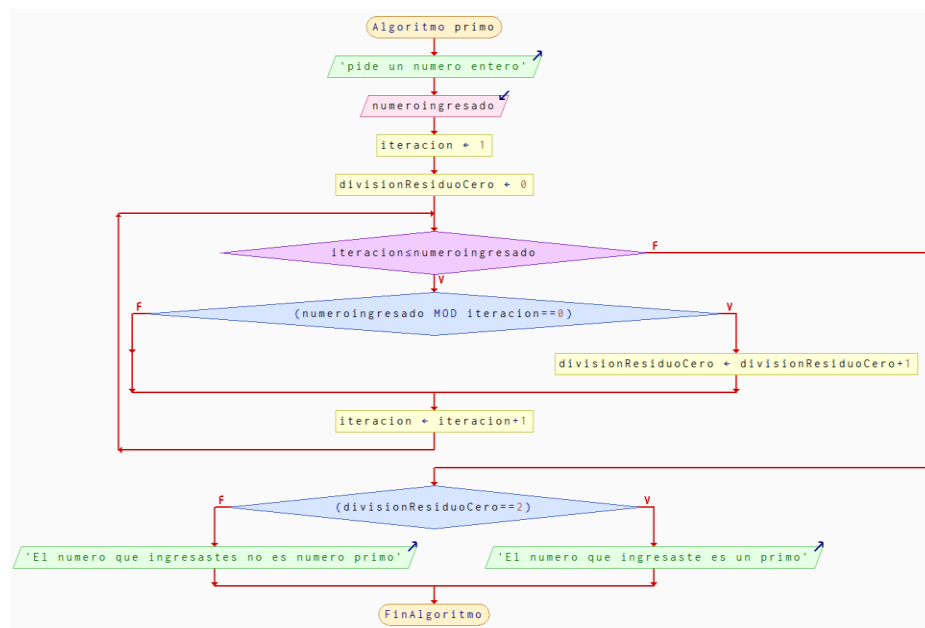 Algoritmo primo
'pide un numero entero'
numeroingresado
iteracion ← 1
divisionResiduoCero ← 0
iteracion≤numeroingresado
F
V
(numeroingresado MOD iteracion==0)
F
V
divisionResiduoCero ← divisionResiduoCero+1
iteracion ← iteracion+1
(divisionResiduoCero==2)
F
V
'El numero que ingresastes no es numero primo'
'El numero que ingresaste es un primo'
FinAlgoritmo